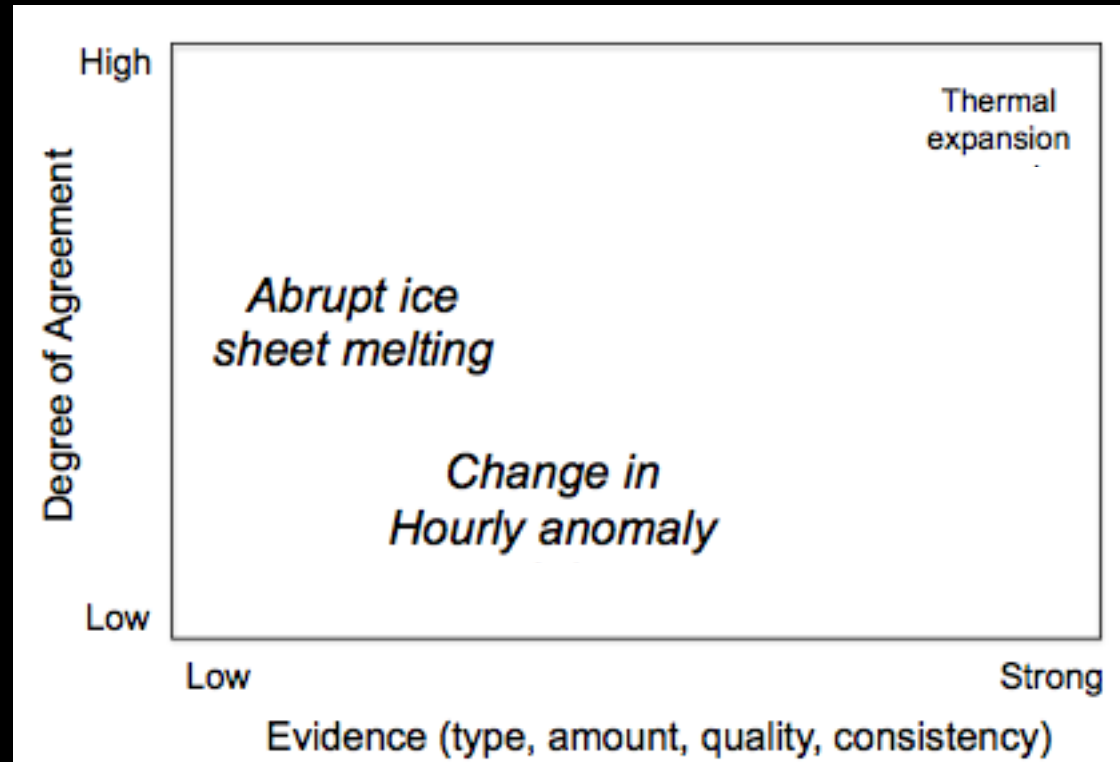 High
Thermal
expansion
Degree of Agreement
Abrupt ice
sheet melting
Change in
Hourly anomaly
Low
Low
Strong
Evidence (type, amount, quality, consistency)